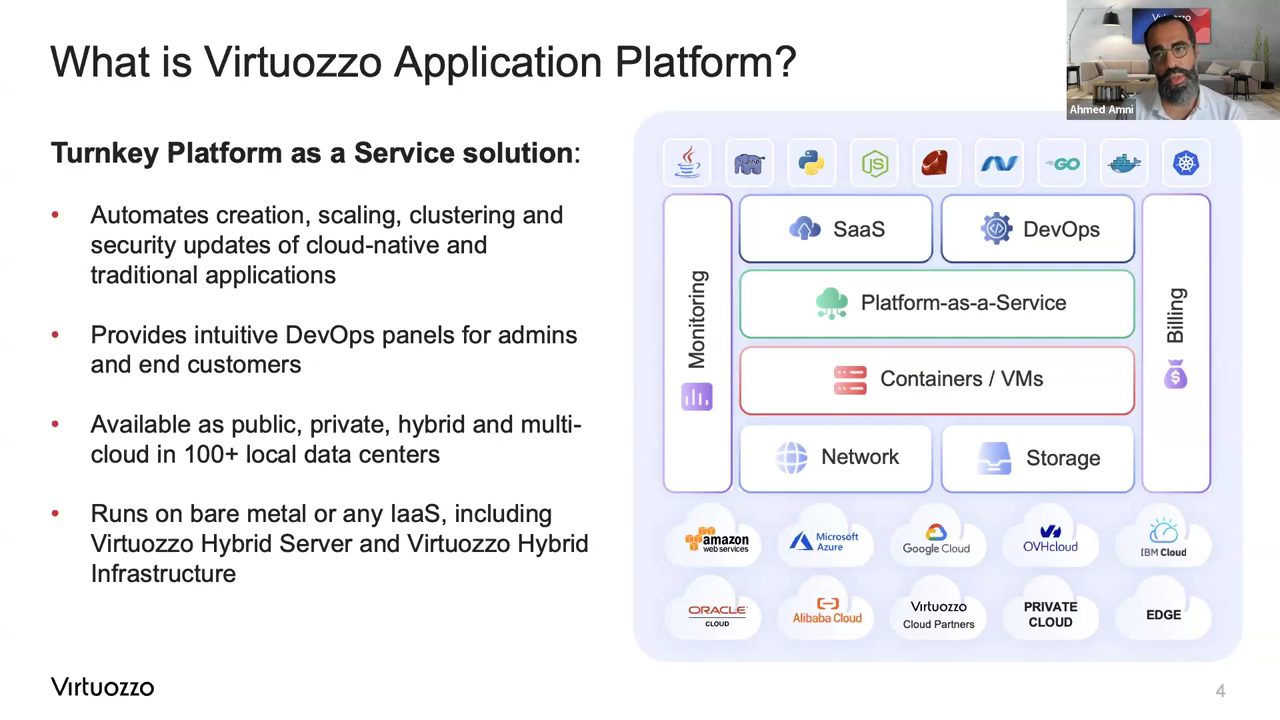 What is Virtuozzo Application Platform?
Ahmed Amni
Turnkey Platform as a Service solution:
• Automates creation, scaling, clustering and
security updates of cloud-native and
traditional applications
• Provides intuitive DevOps panels for admins
and end customers
• Available as public, private, hybrid and multi-
cloud in 100+ local data centers
• Runs on bare metal or any IaaS, including
Virtuozzo Hybrid Server and Virtuozzo Hybrid
Infrastructure
php
JS
GO
Monitoring
SaaS
DevOps
Platform-as-a-Service
Containers / VMs
Network
Storage
Billing
$
amazon
web services
Microsoft
Azure
Google Cloud
OVHcloud
IBM Cloud
ORACLE
CLOUD
Alibaba Cloud
Virtuozzo
Cloud Partners
PRIVATE
CLOUD
EDGE
Virtuozzo
4